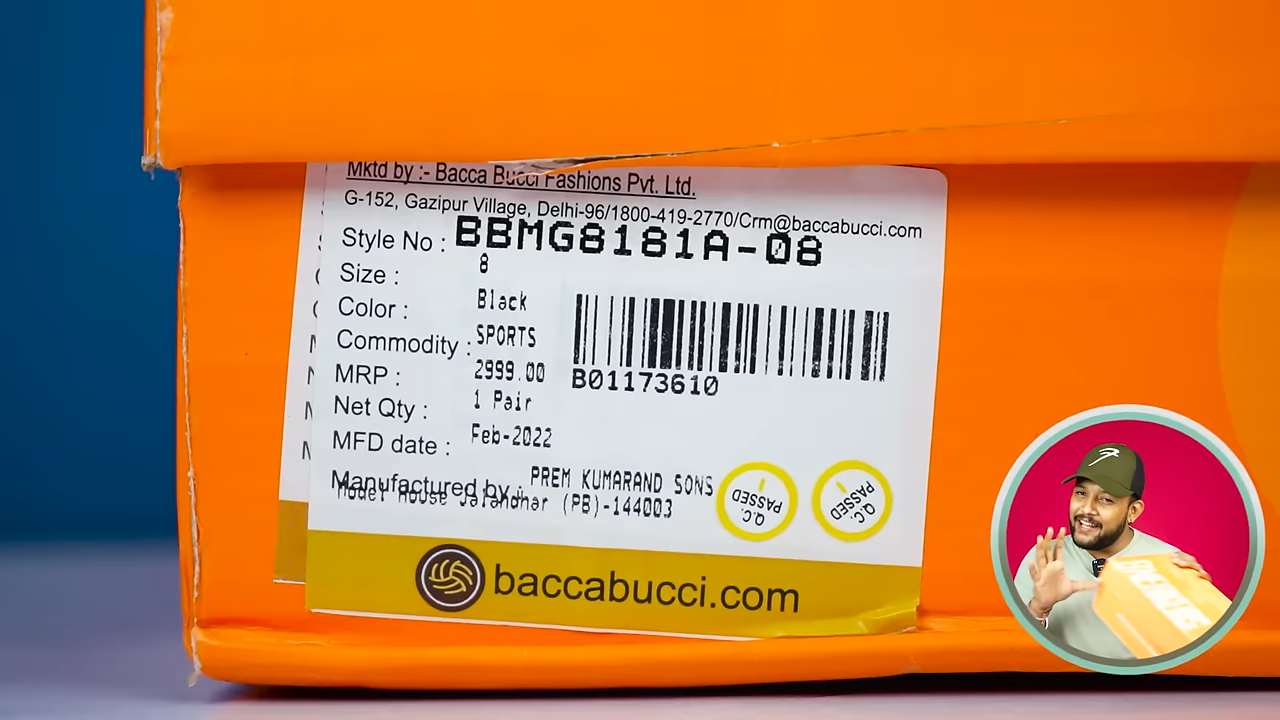 Mktd by :- Bacca Bucci Fashions Pvt. Ltd.
G-152, Gazipur Village, Delhi-96/1800-419-2770/Crm@baccabucci.com
Style No : BBMG8181A-08
Size : 8
Color : Black
Commodity : SPORTS
MRP : 2999.00
Net Qty : 1 Pair
MFD date : Feb-2022
B01173610
Manufactured by : PREM KUMARAND SONS
Model House Jalandhar (PB)-144003
Q.C. PASSED
Q.C. PASSED
baccabucci.com